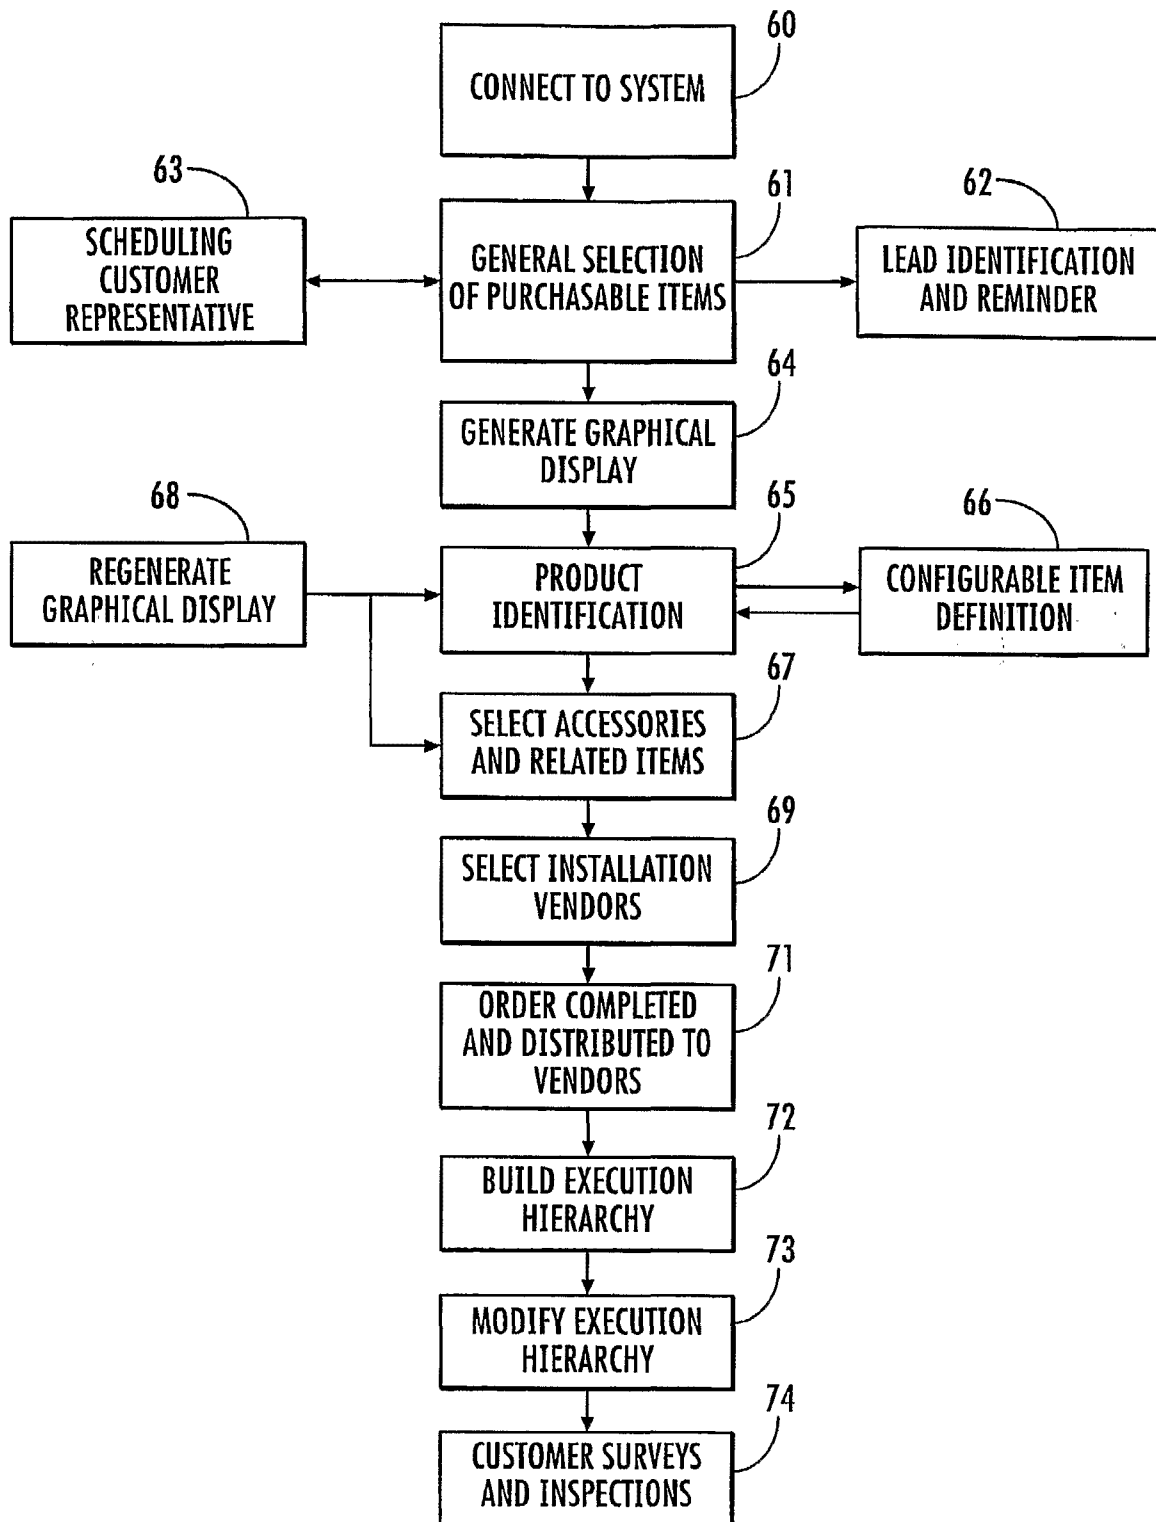 60
CONNECT TO SYSTEM
63
SCHEDULING
CUSTOMER
REPRESENTATIVE
61
GENERAL SELECTION
OF PURCHASABLE ITEMS
62
LEAD IDENTIFICATION
AND REMINDER
64
GENERATE GRAPHICAL
DISPLAY
68
REGENERATE
GRAPHICAL DISPLAY
65
PRODUCT
IDENTIFICATION
66
CONFIGURABLE ITEM
DEFINITION
67
SELECT ACCESSORIES
AND RELATED ITEMS
69
SELECT INSTALLATION
VENDORS
71
ORDER COMPLETED
AND DISTRIBUTED TO
VENDORS
72
BUILD EXECUTION
HIERARCHY
73
MODIFY EXECUTION
HIERARCHY
74
CUSTOMER SURVEYS
AND INSPECTIONS